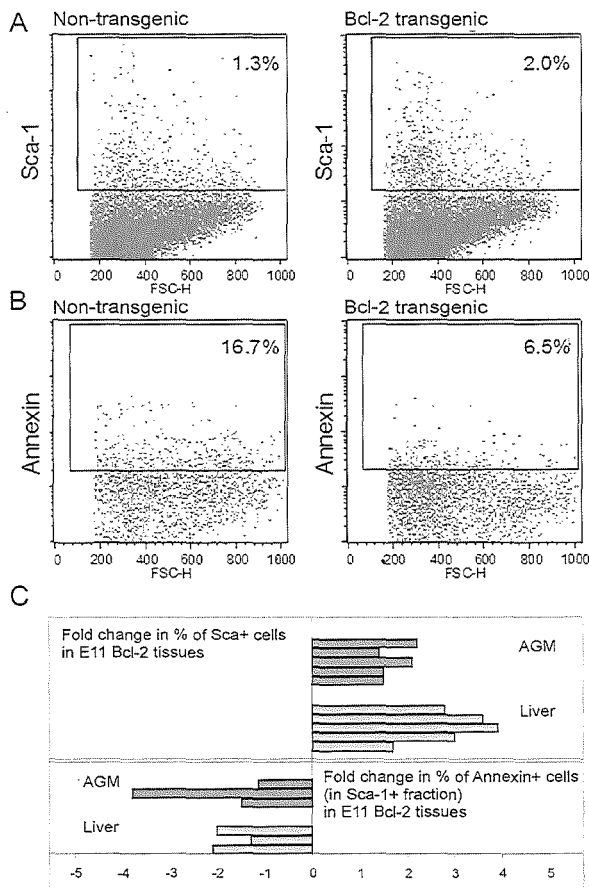 A
Non-transgenic
Bcl-2 transgenic
1.3%
2.0%
Sca-1
Sca-1
0 200 400 600 800 1000
0 200 400 600 800 1000
FSC-H
FSC-H
B
Non-transgenic
Bcl-2 transgenic
16.7%
6.5%
Annexin
Annexin
0 200 400 600 800 1000
0 200 400 600 800 1000
FSC-H
FSC-H
C
Fold change in % of Sca+ cells
in E11 Bcl-2 tissues
AGM
Liver
AGM
Liver
Fold change in % of Annexin+ cells
(in Sca-1+ fraction)
in E11 Bcl-2 tissues
-5 -4 -3 -2 -1 0 1 2 3 4 5